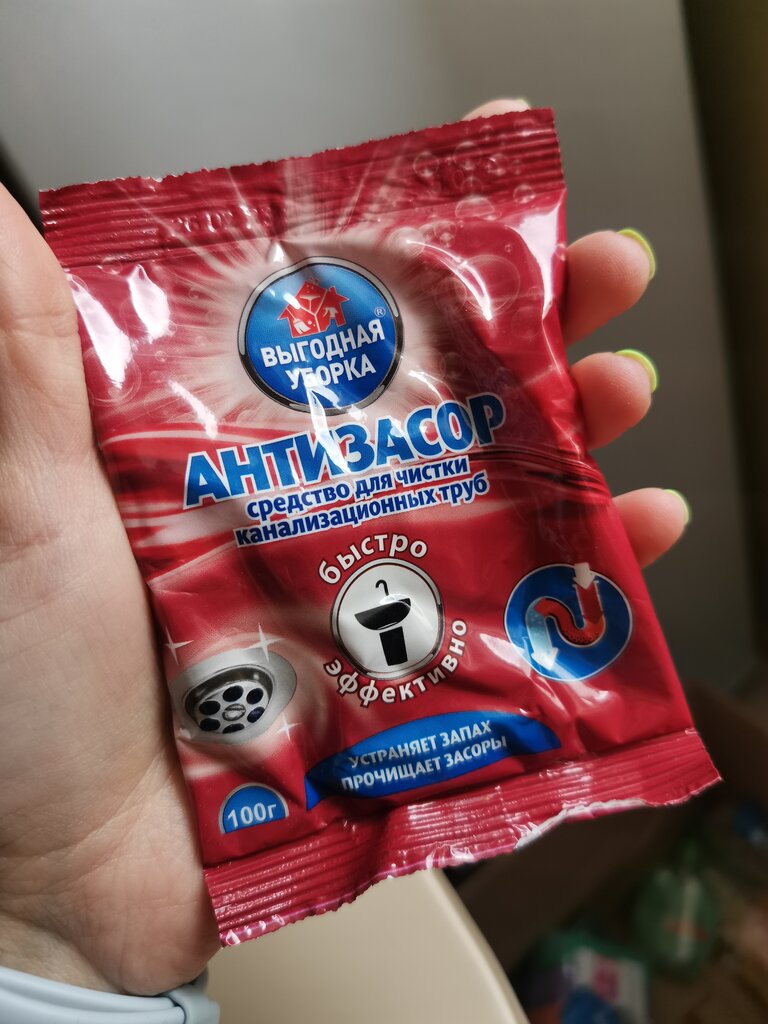 ВЫГОДНАЯ
УБОРКА
®
АНТИЗАСОР
средство для чистки
канализационных труб
быстро
эффективно
УСТРАНЯЕТ ЗАПАХ
ПРОЧИЩАЕТ ЗАСОРЫ
100г